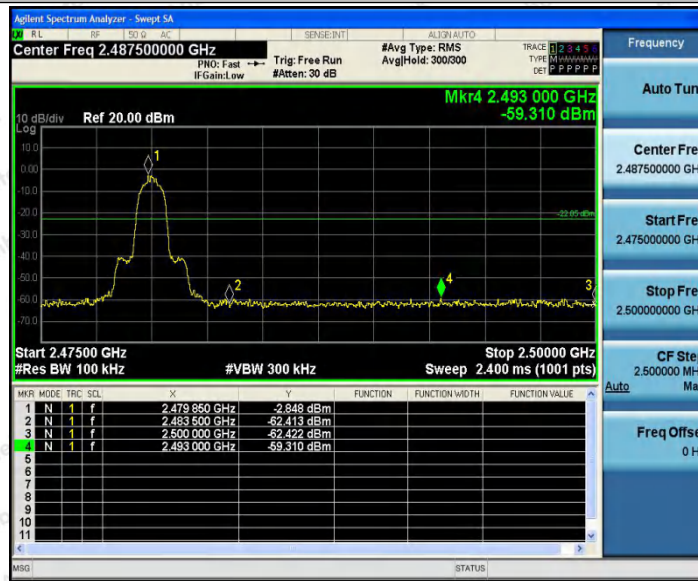 Agilent Spectrum Analyzer - Swept SA
RL RF 50 Ω AC SENSE:INT ALIGN AUTO
Center Freq 2.487500000 GHz
PNO: Fast
IFGain:Low
Trig: Free Run
#Atten: 30 dB
#Avg Type: RMS
Avg|Hold: 300/300
TRACE 1 2 3 4 5 6
TYPE M
DET P P P P P P
Mkr4 2.493 000 GHz
-59.310 dBm
10 dB/div Ref 20.00 dBm
Log
10.0
0.00
-10.0
-20.0
-30.0
-40.0
-50.0
-60.0
-70.0
1
2
4
3
-22.85 dBm
Start 2.47500 GHz Stop 2.50000 GHz
#Res BW 100 kHz #VBW 300 kHz Sweep 2.400 ms (1001 pts)
MKR MODE TRC SCL X Y FUNCTION FUNCTION WIDTH FUNCTION VALUE
1 N 1 f 2.479 850 GHz -2.848 dBm
2 N 1 f 2.483 500 GHz -62.413 dBm
3 N 1 f 2.500 000 GHz -62.422 dBm
4 N 1 f 2.493 000 GHz -59.310 dBm
5
6
7
8
9
10
11
MSG STATUS
Frequency
Auto Tun
Center Fre
2.487500000 GH
Start Fre
2.475000000 GH
Stop Fre
2.500000000 GH
CF Ste
2.500000 MH
Auto Ma
Freq Offse
0 H